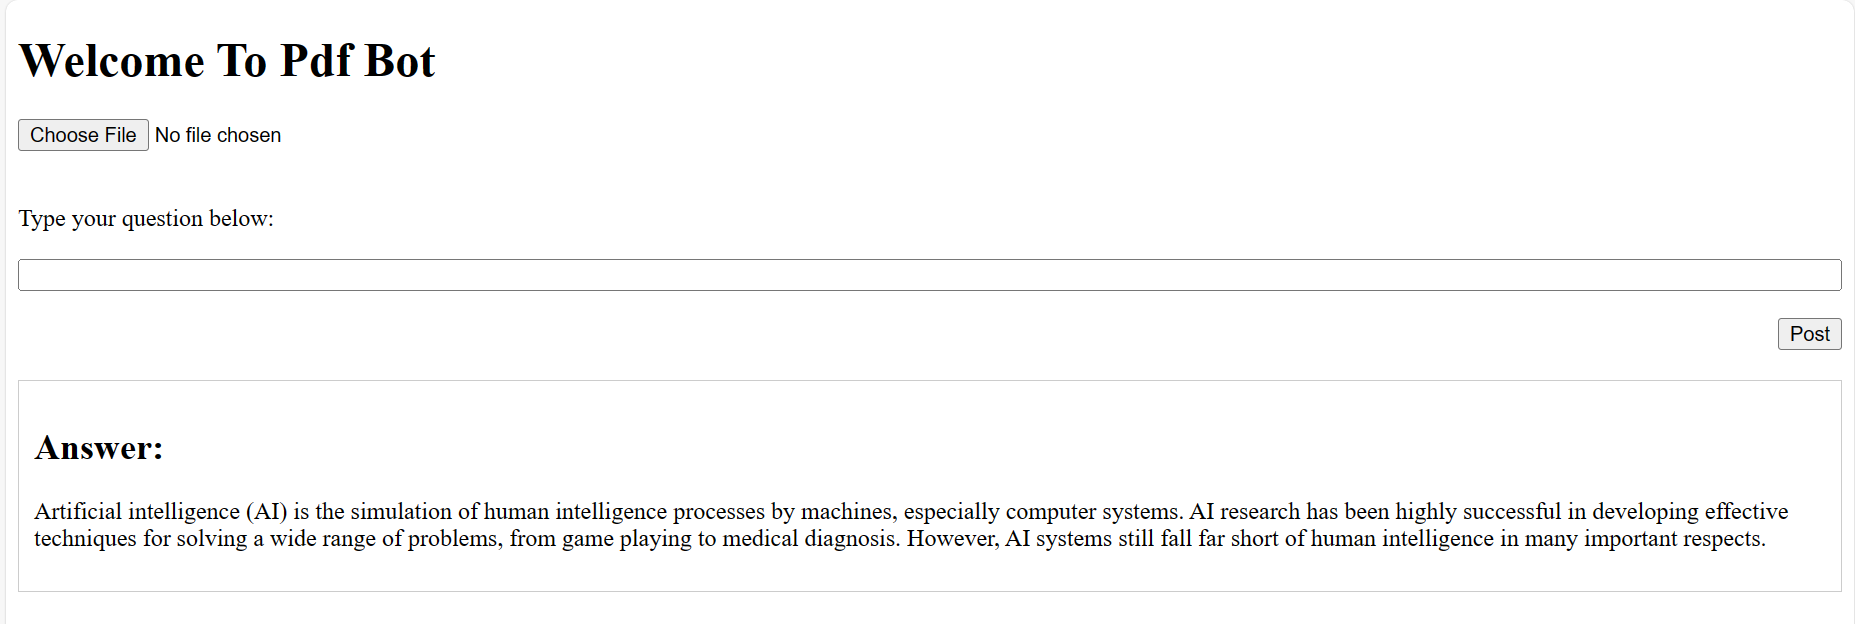 Welcome To Pdf Bot
Choose File No file chosen
Type your question below:
Post
Answer:
Artificial intelligence (AI) is the simulation of human intelligence processes by machines, especially computer systems. AI research has been highly successful in developing effective
techniques for solving a wide range of problems, from game playing to medical diagnosis. However, AI systems still fall far short of human intelligence in many important respects.